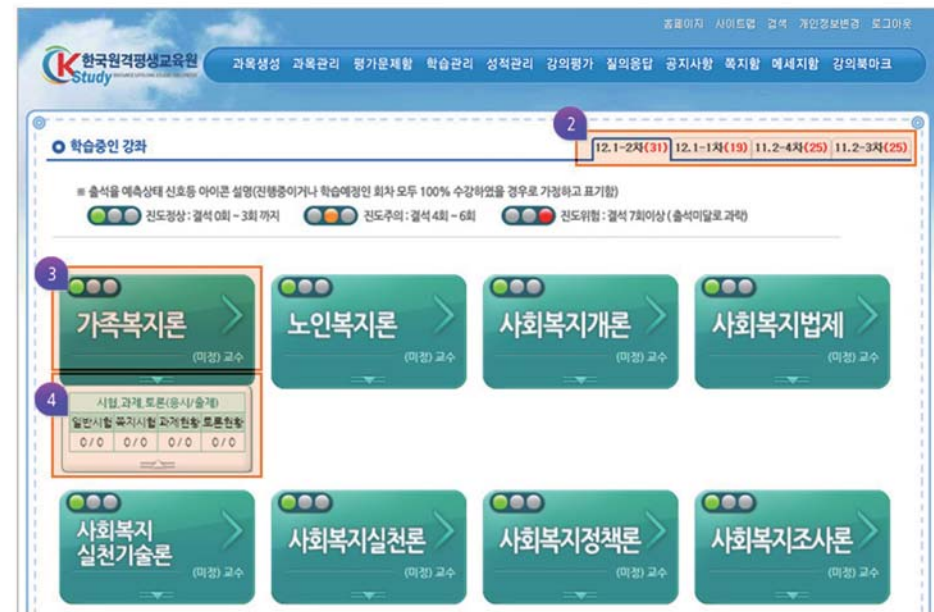 홈페이지 사이트맵 검색 개인정보변경 로그아웃
한국원격평생교육원
KStudy
과목생성 과목관리 평가문제함 학습관리 성적관리 강의평가 질의응답 공지사항 쪽지함 메세지함 강의북마크
2
학습중인 강좌
12.1-2차(31) 12.1-1차(19) 11.2-4차(25) 11.2-3차(25)
※ 출석율 예측상태 신호등 아이콘 설명(진행중이거나 학습예정인 회차 모두 100% 수강하였을 경우로 가정하고 표기함)
진도정상 : 결석 0회 ~ 3회 까지 진도주의 : 결석 4회 ~ 6회 진도위험 : 결석 7회이상 ( 출석미달로 과락)
3
가족복지론 노인복지론 사회복지개론 사회복지법제
(미정) 교수 (미정) 교수 (미정) 교수 (미정) 교수
4
시험,과제,토론(응시/출제)
일반시험 쪽지시험 과제현황 토론현황
0 / 0 0 / 0 0 / 0 0 / 0
사회복지
실천기술론 사회복지실천론 사회복지정책론 사회복지조사론
(미정) 교수 (미정) 교수 (미정) 교수 (미정) 교수